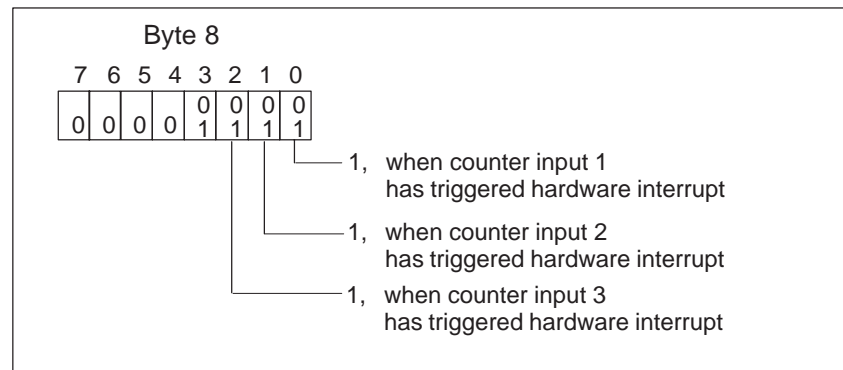 Byte 8
7 6 5 4 3 2 1 0
0 0 0 0
0 0 0 0 1 1 1 1
1, when counter input 1
has triggered hardware interrupt
1, when counter input 2
has triggered hardware interrupt
1, when counter input 3
has triggered hardware interrupt